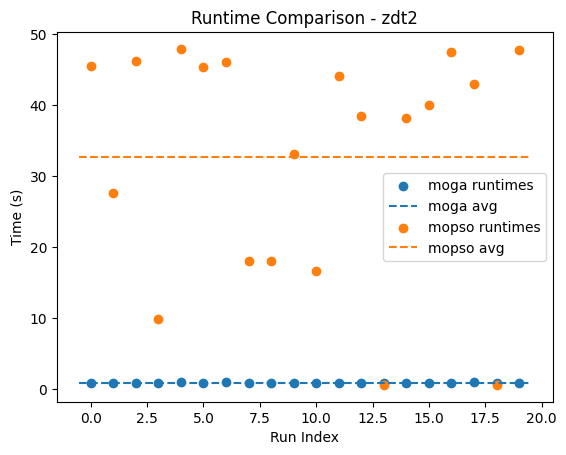 Runtime Comparison - zdt2
50
40
30
20
10
0
Time (s)
moga runtimes
moga avg
mopso runtimes
mopso avg
0.0 2.5 5.0 7.5 10.0 12.5 15.0 17.5 20.0
Run Index